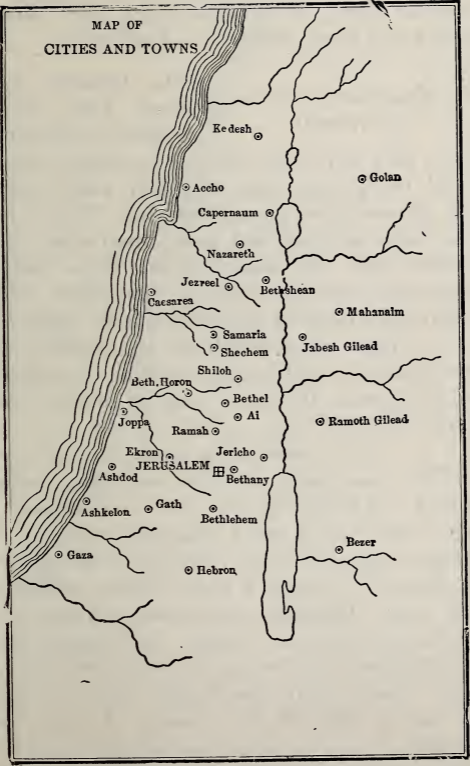 MAP OF
CITIES AND TOWNS
Kedesh
Golan
Accho
Capernaum
Nazareth
Jezreel
Bethshean
Caesarea
Mahanaim
Samaria
Jabesh Gilead
Shechem
Shiloh
Beth, Horon
Bethel
Joppa
Ai
Ramoth Gilead
Ramah
Ekron
Jericho
JERUSALEM
Ashdod
Bethany
Ashkelon
Gath
Bethlehem
Bezer
Gaza
Hebron